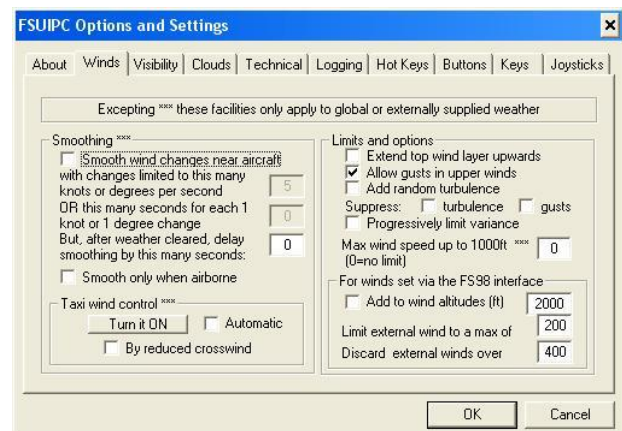 FSUIPC Options and Settings
About Winds Visibility Clouds Technical Logging Hot Keys Buttons Keys Joysticks
Excepting *** these facilities only apply to global or externally supplied weather
Smoothing ***
Smooth wind changes near aircraft
with changes limited to this many
knots or degrees per second
5
OR this many seconds for each 1
knot or 1 degree change
0
But, after weather cleared, delay
smoothing by this many seconds:
0
Smooth only when airborne
Taxi wind control ***
Turn it ON
Automatic
By reduced crosswind
Limits and options
Extend top wind layer upwards
Allow gusts in upper winds
Add random turbulence
Suppress: turbulence gusts
Progressively limit variance
Max wind speed up to 1000ft ***
(0=no limit)
0
For winds set via the FS98 interface
Add to wind altitudes (ft) 2000
Limit external wind to a max of 200
Discard external winds over 400
OK Cancel